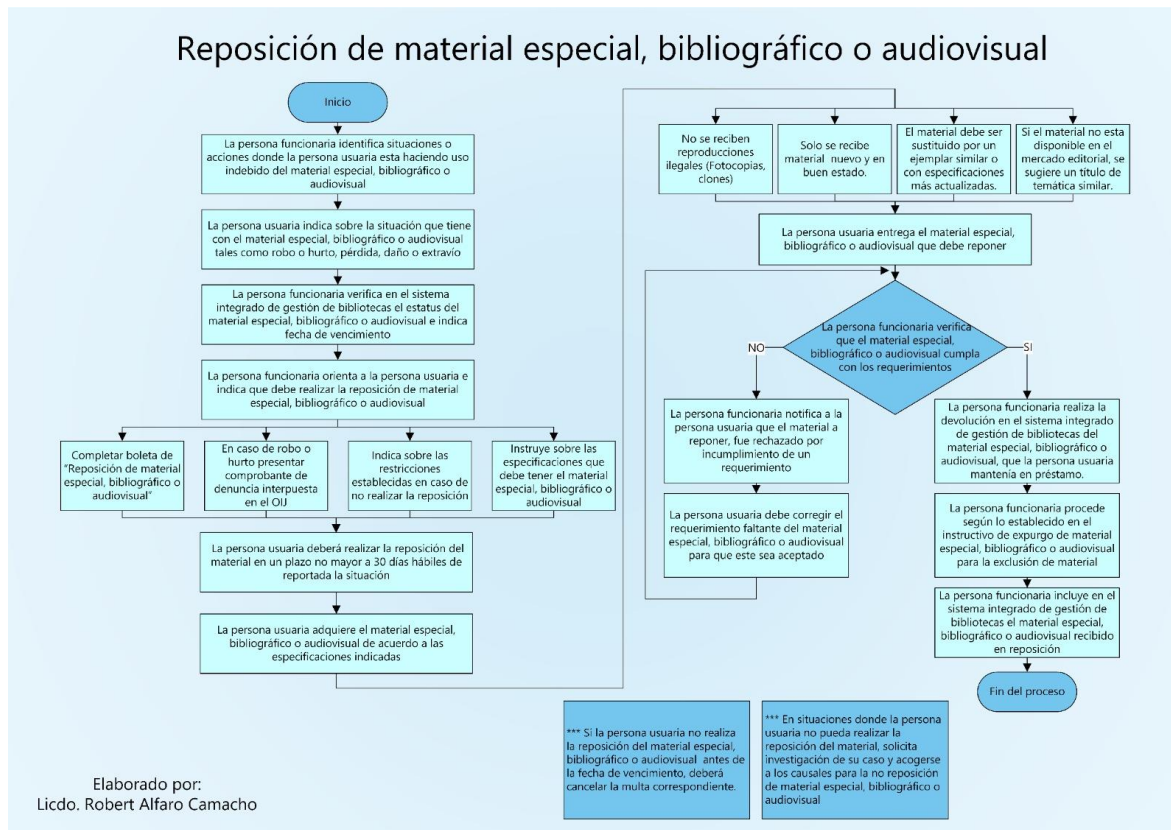 Reposición de material especial, bibliográfico o audiovisual
Inicio
La persona funcionaria identifica situaciones o
acciones donde la persona usuaria esta haciendo uso
indebido del material especial, bibliográfico o
audiovisual
La persona usuaria indica sobre la situación que tiene
con el material especial, bibliográfico o audiovisual
tales como robo o hurto, pérdida, daño o extravío
La persona funcionaria verifica en el sistema
integrado de gestión de bibliotecas el estatus del
material especial, bibliográfico o audiovisual e indica
fecha de vencimiento
La persona funcionaria orienta a la persona usuaria e
indica que debe realizar la reposición de material
especial, bibliográfico o audiovisual
Completar boleta de
“Reposición de material
especial, bibliográfico o
audiovisual”
En caso de robo o
hurto presentar
comprobante de
denuncia interpuesta
en el OIJ
Indica sobre las
restricciones
establecidas en caso de
no realizar la reposición
Instruye sobre las
especificaciones que
debe tener el material
especial, bibliográfico o
audiovisual
La persona usuaria deberá realizar la reposición del
material en un plazo no mayor a 30 días hábiles de
reportada la situación
La persona usuaria adquiere el material especial,
bibliográfico o audiovisual de acuerdo a las
especificaciones indicadas
No se reciben
reproducciones
ilegales (Fotocopias,
clones)
Solo se recibe
material nuevo y en
buen estado.
El material debe ser
sustituido por un
ejemplar similar o
con especificaciones
más actualizadas.
Si el material no esta
disponible en el
mercado editorial, se
sugiere un título de
temática similar.
La persona usuaria entrega el material especial,
bibliográfico o audiovisual que debe reponer
La persona funcionaria verifica
que el material especial,
bibliográfico o audiovisual cumpla
con los requerimientos
NO
SI
La persona funcionaria notifica a la
persona usuaria que el material a
reponer, fue rechazado por
incumplimiento de un
requerimiento
La persona usuaria debe corregir el
requerimiento faltante del material
especial, bibliográfico o audiovisual
para que este sea aceptado
La persona funcionaria realiza la
devolución en el sistema integrado
de gestión de bibliotecas del
material especial, bibliográfico o
audiovisual, que la persona usuaria
mantenía en préstamo.
La persona funcionaria procede
según lo establecido en el
instructivo de expurgo de material
especial, bibliográfico o audiovisual
para la exclusión de material
La persona funcionaria incluye en el
sistema integrado de gestión de
bibliotecas el material especial,
bibliográfico o audiovisual recibido
en reposición
Fin del proceso
*** Si la persona usuaria no realiza
la reposición del material especial,
bibliográfico o audiovisual antes de
la fecha de vencimiento, deberá
cancelar la multa correspondiente.
*** En situaciones donde la persona
usuaria no pueda realizar la
reposición del material, solicita
investigación de su caso y acogerse
a los causales para la no reposición
de material especial, bibliográfico o
audiovisual
Elaborado por:
Licdo. Robert Alfaro Camacho